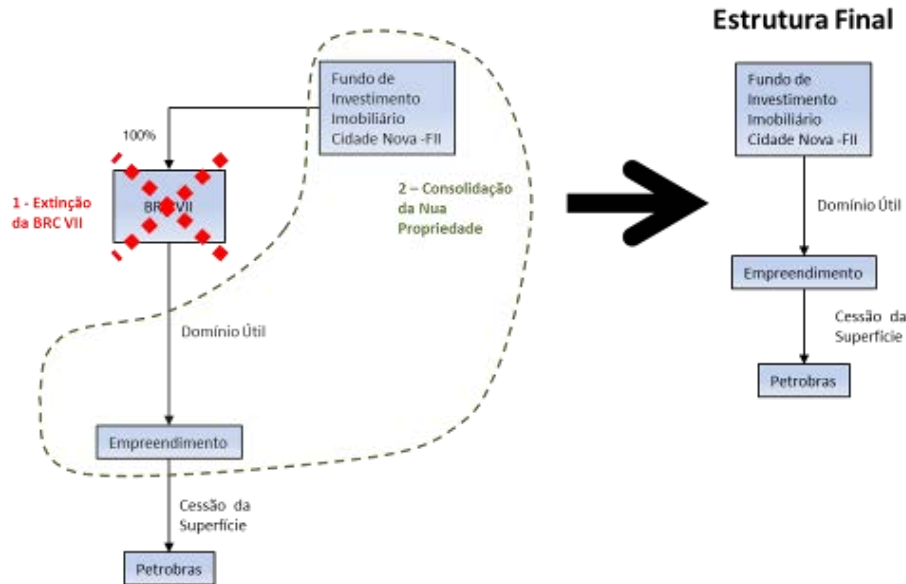 Estrutura Final
Fundo de
Investimento
Imobiliário
Cidade Nova -FII
100%
1 - Extinção
da BRC VII
BRC VII
2 – Consolidação
da Nua
Propriedade
Domínio Útil
Empreendimento
Cessão da
Superfície
Petrobras
Fundo de
Investimento
Imobiliário
Cidade Nova -FII
Domínio Útil
Empreendimento
Cessão da
Superfície
Petrobras